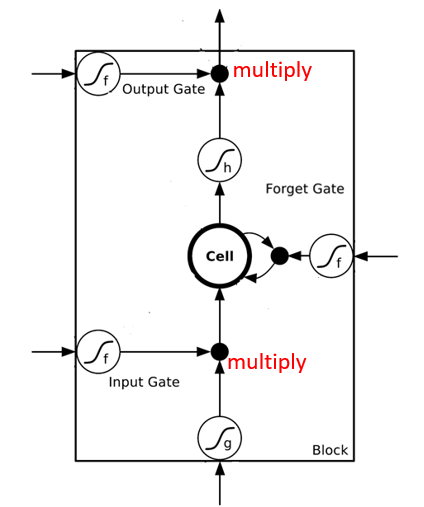 f
Output Gate
multiply
h
Forget Gate
Cell
f
f
multiply
Input Gate
g
Block